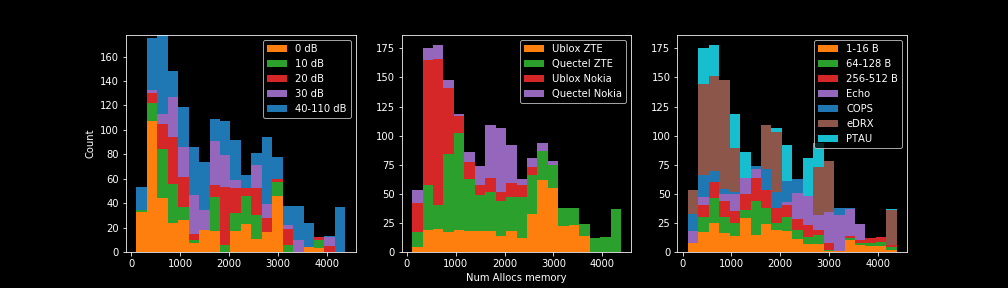 Count
160
140
120
100
80
60
40
20
0
0 1000 2000 3000 4000
0 dB
10 dB
20 dB
30 dB
40-110 dB
175
150
125
100
75
50
25
0
0 1000 2000 3000 4000
Num Allocs memory
Ublox ZTE
Quectel ZTE
Ublox Nokia
Quectel Nokia
175
150
125
100
75
50
25
0
0 1000 2000 3000 4000
1-16 B
64-128 B
256-512 B
Echo
COPS
eDRX
PTAU